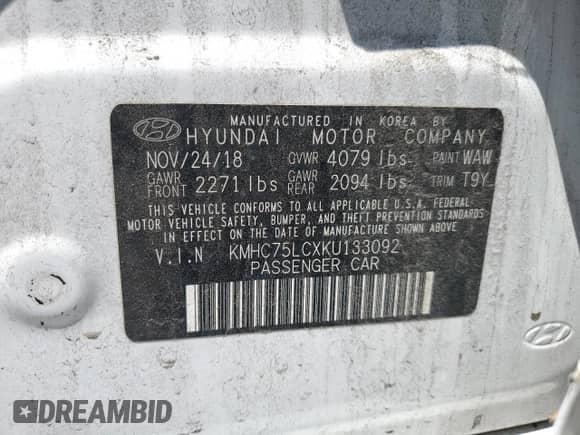 MANUFACTURED IN KOREA BY
HYUNDAI MOTOR COMPANY
NOV/24/18 GVWR 4079 lbs PAINT WAW
GAWR FRONT 2271 lbs GAWR REAR 2094 lbs TRIM T9Y
THIS VEHICLE CONFORMS TO ALL APPLICABLE U.S.A. FEDERAL
MOTOR VEHICLE SAFETY, BUMPER, AND THEFT PREVENTION STANDARDS
IN EFFECT ON THE DATE OF MANUFACTURE SHOWN ABOVE
V.I.N KMHC75LCXKU133092
PASSENGER CAR
DREAMBID